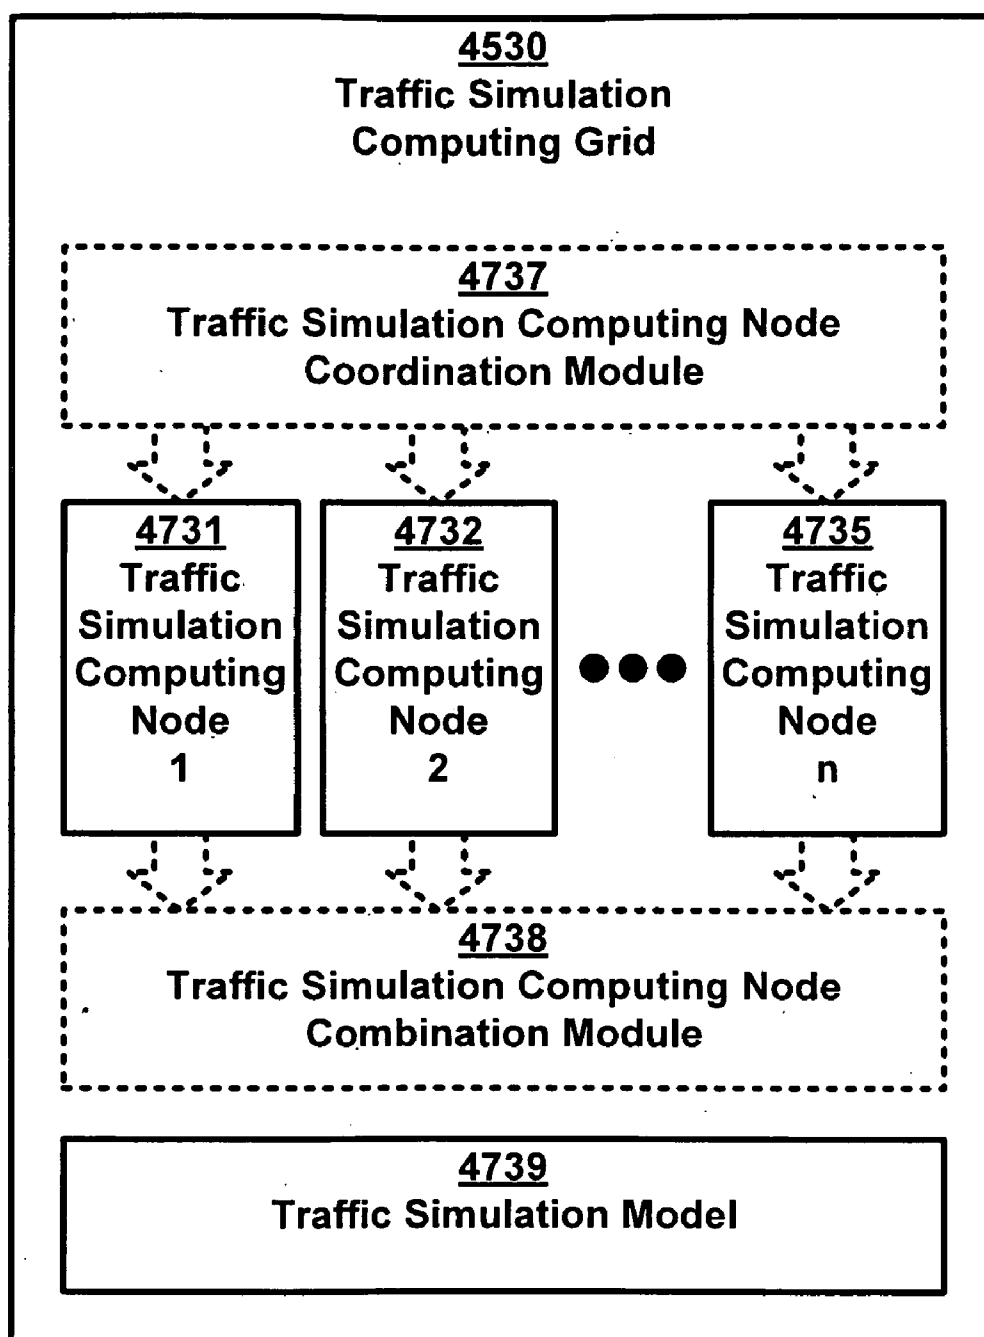 4530
Traffic Simulation
Computing Grid
4737
Traffic Simulation Computing Node
Coordination Module
4731
Traffic
Simulation
Computing
Node
1
4732
Traffic
Simulation
Computing
Node
2
4735
Traffic
Simulation
Computing
Node
n
4738
Traffic Simulation Computing Node
Combination Module
4739
Traffic Simulation Model